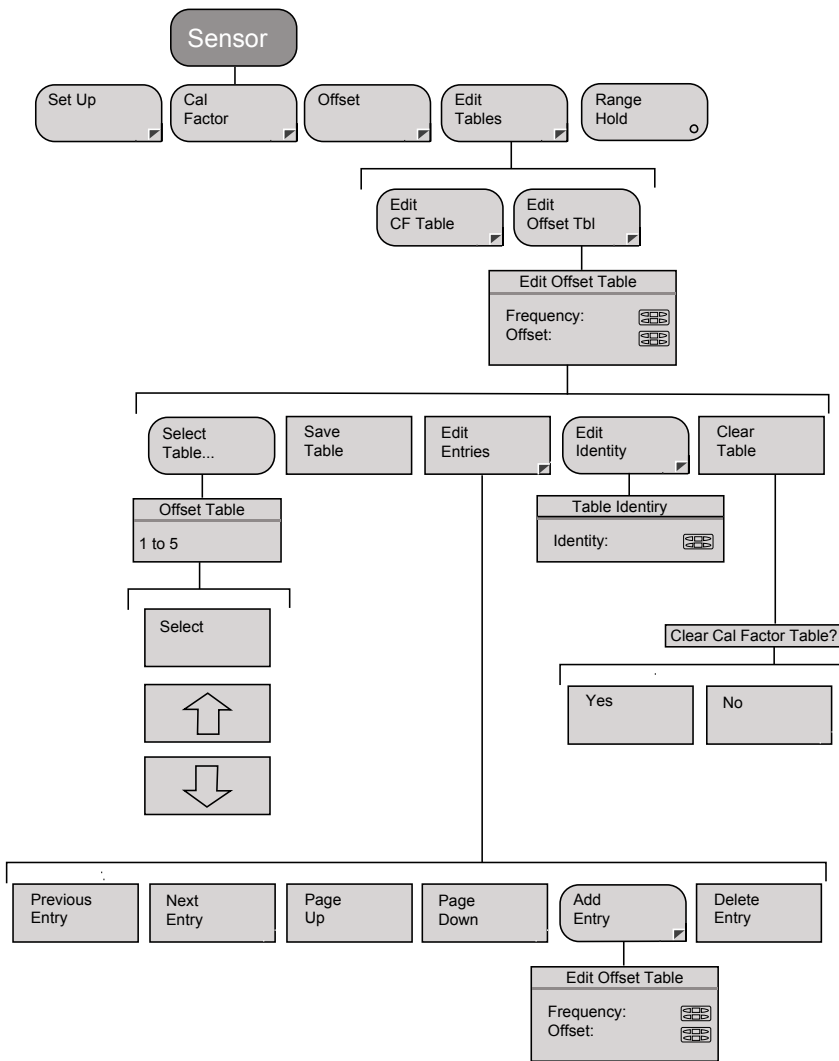 Sensor
Set Up
Cal
Factor
Offset
Edit
Tables
Range
Hold
Edit
CF Table
Edit
Offset Tbl
Edit Offset Table
Frequency:
Offset:
Select
Table...
Save
Table
Edit
Entries
Edit
Identity
Clear
Table
Offset Table
1 to 5
Table Identiry
Identity:
Select
Clear Cal Factor Table?
Yes
No
Previous
Entry
Next
Entry
Page
Up
Page
Down
Add
Entry
Delete
Entry
Edit Offset Table
Frequency:
Offset: